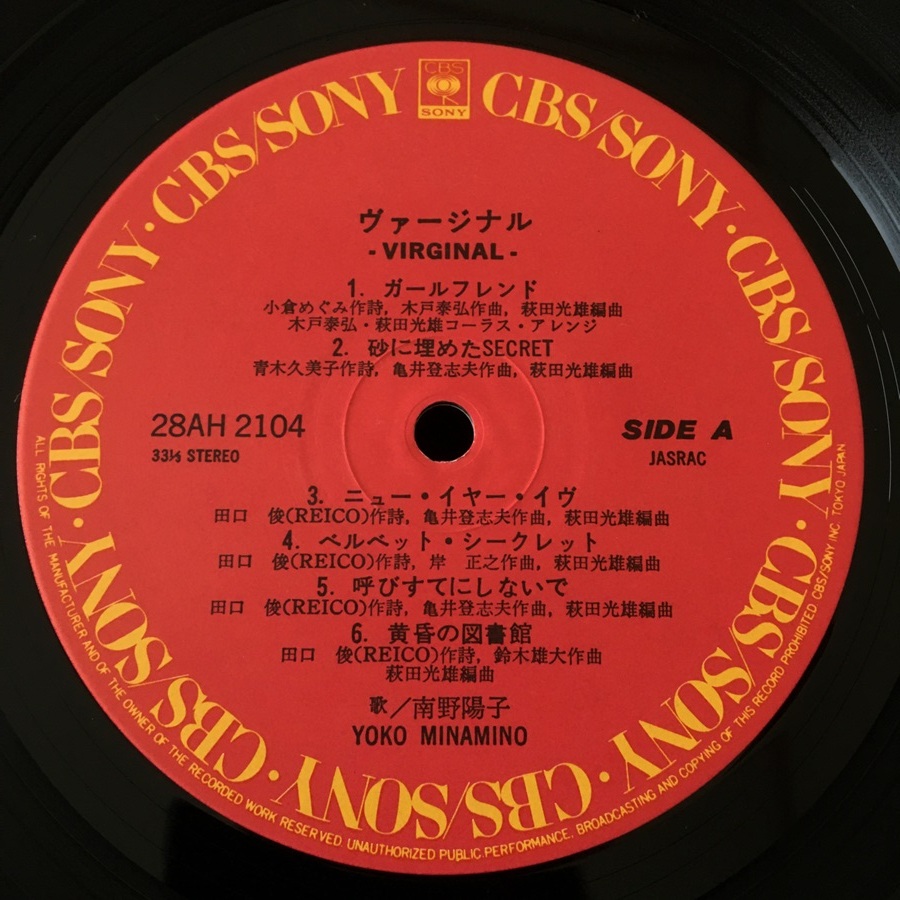 CBS
SONY
CBS/SONY · CBS/SONY · CBS/SONY · CBS/SONY · CBS/SONY · CBS/SONY · CBS/SONY · CBS/SONY
ヴァージナル
- VIRGINAL -
1. ガールフレンド
小倉めぐみ作詩, 木戸泰弘作曲, 萩田光雄編曲
木戸泰弘・萩田光雄コーラス・アレンジ
2. 砂に埋めたSECRET
青木久美子作詩, 亀井登志夫作曲, 萩田光雄編曲
28AH 2104
33⅓ STEREO
SIDE A
JASRAC
3. ニュー・イヤー・イヴ
田口 俊(REICO)作詩, 亀井登志夫作曲, 萩田光雄編曲
4. ベルベット・シークレット
田口 俊(REICO)作詩, 岸 正之作曲, 萩田光雄編曲
5. 呼びすてにしないで
田口 俊(REICO)作詩, 亀井登志夫作曲, 萩田光雄編曲
6. 黄昏の図書館
田口 俊(REICO)作詩, 鈴木雄大作曲
萩田光雄編曲
歌／南野陽子
YOKO MINAMINO
ALL RIGHTS OF THE MANUFACTURER AND OF THE OWNER OF THE RECORDED WORK RESERVED. UNAUTHORIZED PUBLIC PERFORMANCE, BROADCASTING AND COPYING OF THIS RECORD PROHIBITED CBS/SONY INC. TOKYO JAPAN